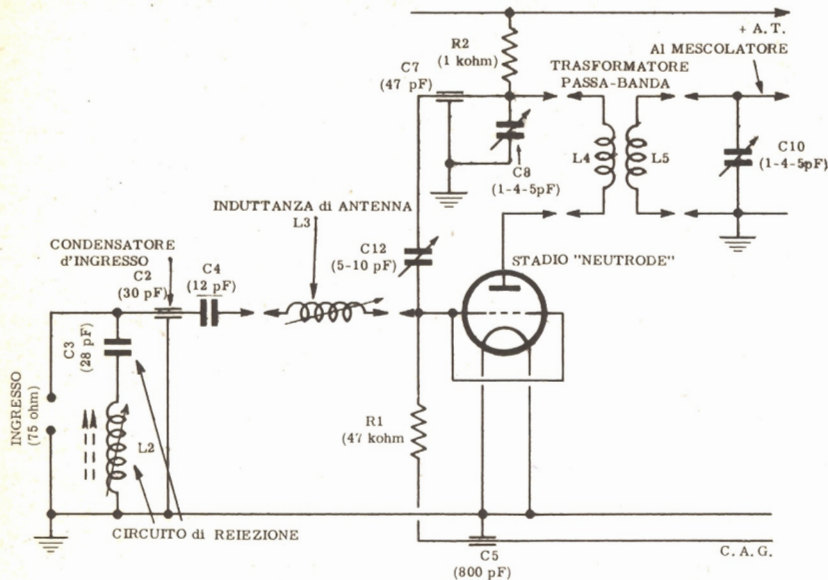 + A.T.
Al MESCOLATORE
R2
(1 kohm)
C7
(47 pF)
TRASFORMATORE
PASSA-BANDA
L4
L5
C8
(1-4-5pF)
C10
(1-4-5pF)
INDUTTANZA di ANTENNA
L3
CONDENSATORE
d'INGRESSO
C2
(30 pF)
C4
(12 pF)
C12
(5-10 pF)
STADIO "NEUTRODE"
C3
(28 pF)
INGRESSO
(75 ohm)
L2
R1
(47 kohm
CIRCUITO di REIEZIONE
C5
(800 pF)
C.A.G.